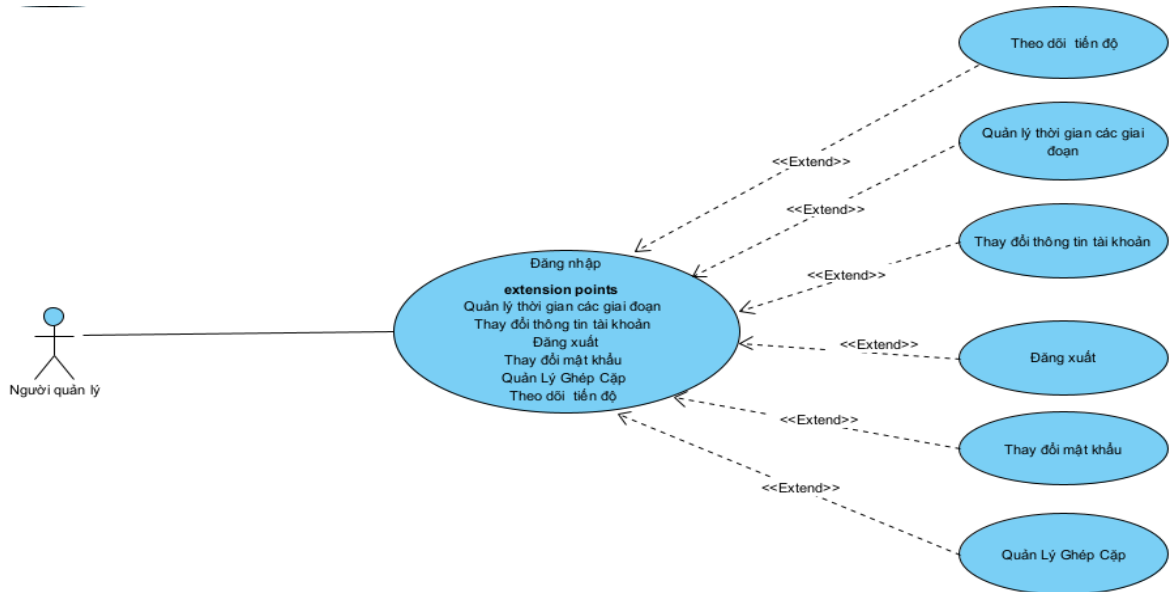 Theo dõi tiến độ
Quản lý thời gian các giai
đoạn
<<Extend>>
<<Extend>>
Thay đổi thông tin tài khoản
Đăng nhập
<<Extend>>
extension points
Quản lý thời gian các giai đoạn
Thay đổi thông tin tài khoản
Đăng xuất
Thay đổi mật khẩu
Quản Lý Ghép Cặp
Theo dõi tiến độ
<<Extend>>
Đăng xuất
Người quản lý
<<Extend>>
Thay đổi mật khẩu
<<Extend>>
Quản Lý Ghép Cặp